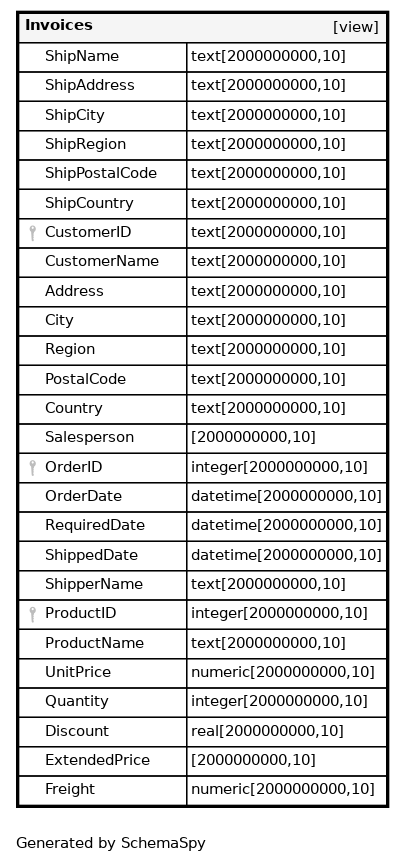 Invoices [view]
ShipName text[2000000000,10]
ShipAddress text[2000000000,10]
ShipCity text[2000000000,10]
ShipRegion text[2000000000,10]
ShipPostalCode text[2000000000,10]
ShipCountry text[2000000000,10]
CustomerID text[2000000000,10]
CustomerName text[2000000000,10]
Address text[2000000000,10]
City text[2000000000,10]
Region text[2000000000,10]
PostalCode text[2000000000,10]
Country text[2000000000,10]
Salesperson [2000000000,10]
OrderID integer[2000000000,10]
OrderDate datetime[2000000000,10]
RequiredDate datetime[2000000000,10]
ShippedDate datetime[2000000000,10]
ShipperName text[2000000000,10]
ProductID integer[2000000000,10]
ProductName text[2000000000,10]
UnitPrice numeric[2000000000,10]
Quantity integer[2000000000,10]
Discount real[2000000000,10]
ExtendedPrice [2000000000,10]
Freight numeric[2000000000,10]
Generated by SchemaSpy